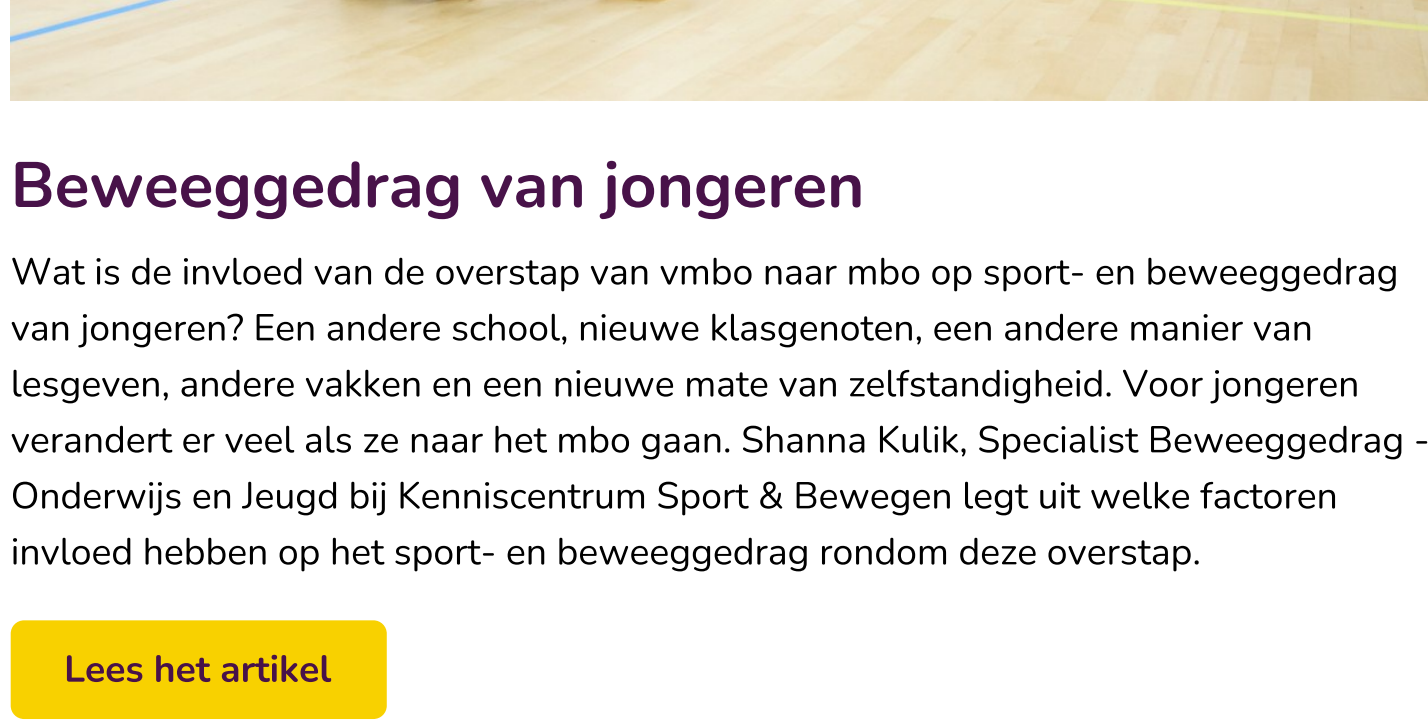 Beweeggedrag van jongeren
Wat is de invloed van de overstap van vmbo naar mbo op sport- en beweeggedrag
van jongeren? Een andere school, nieuwe klasgenoten, een andere manier van
lesgeven, andere vakken en een nieuwe mate van zelfstandigheid. Voor jongeren
verandert er veel als ze naar het mbo gaan. Shanna Kulik, Specialist Beweeggedrag -
Onderwijs en Jeugd bij Kenniscentrum Sport & Bewegen legt uit welke factoren
invloed hebben op het sport- en beweeggedrag rondom deze overstap.
Lees het artikel